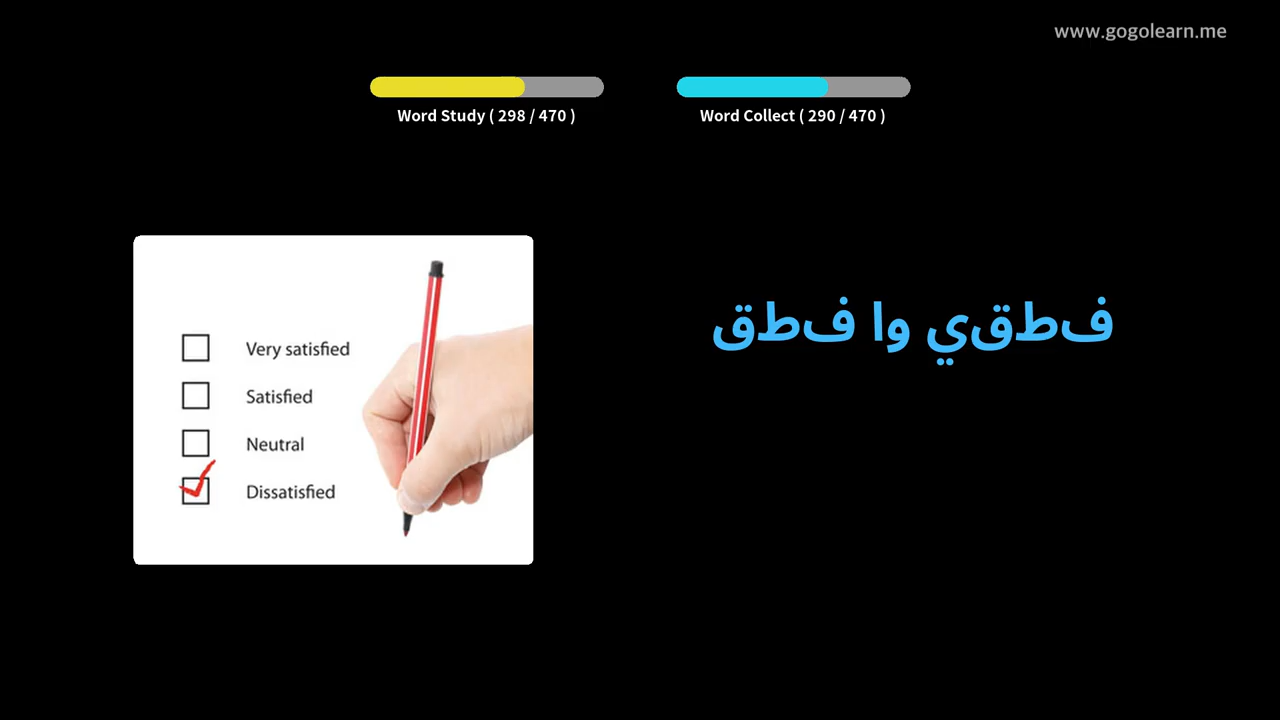 www.gogolearn.me
Word Study ( 298 / 470 )
Word Collect ( 290 / 470 )
فطقي وا فطق
Very satisfied
Satisfied
Neutral
Dissatisfied